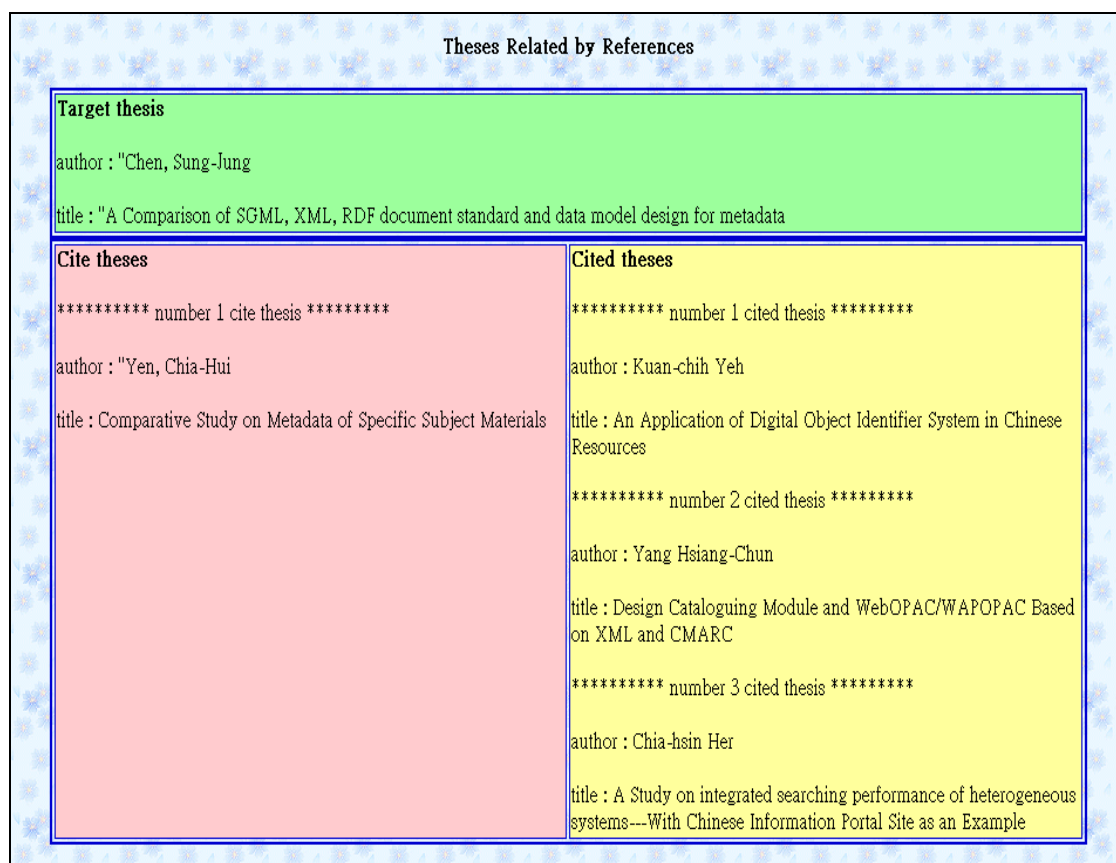 Theses Related by References
Target thesis
author : "Chen, Sung-Jung
title : "A Comparison of SGML, XML, RDF document standard and data model design for metadata
Cite theses
********** number 1 cite thesis *********
author : "Yen, Chia-Hui
title : Comparative Study on Metadata of Specific Subject Materials
Cited theses
********** number 1 cited thesis *********
author : Kuan-chih Yeh
title : An Application of Digital Object Identifier System in Chinese
Resources
********** number 2 cited thesis *********
author : Yang Hsiang-Chun
title : Design Cataloguing Module and WebOPAC/WAPOPAC Based
on XML and CMARC
********** number 3 cited thesis *********
author : Chia-hsin Her
title : A Study on integrated searching performance of heterogeneous
systems---With Chinese Information Portal Site as an Example